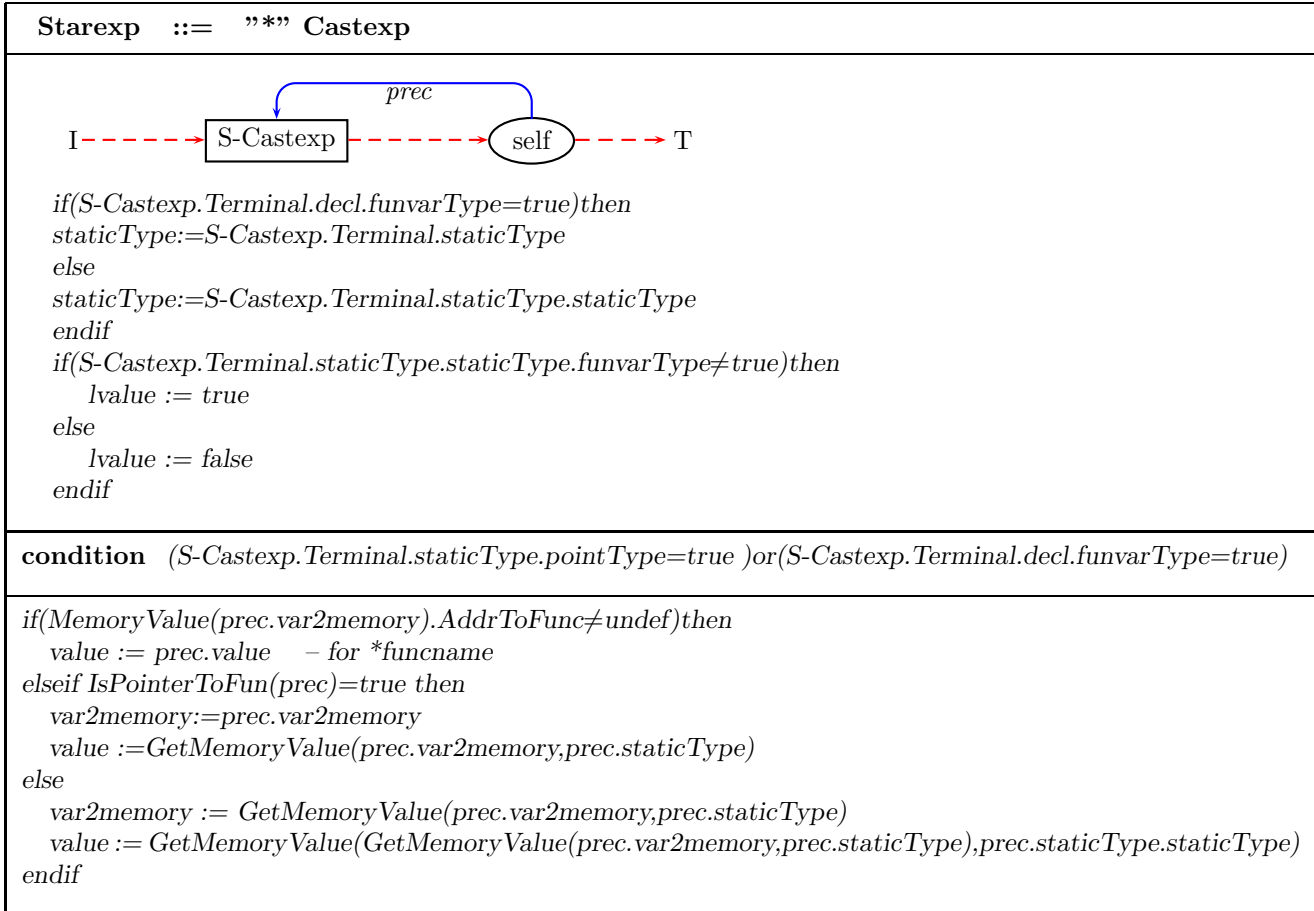 Starexp ::= ”*” Castexp
prec
I S-Castexp self T
if(S-Castexp.Terminal.decl.funvarType=true)then
staticType:=S-Castexp.Terminal.staticType
else
staticType:=S-Castexp.Terminal.staticType.staticType
endif
if(S-Castexp.Terminal.staticType.staticType.funvarType≠true)then
lvalue := true
else
lvalue := false
endif
condition (S-Castexp.Terminal.staticType.pointType=true )or(S-Castexp.Terminal.decl.funvarType=true)
if(MemoryValue(prec.var2memory).AddrToFunc≠undef)then
value := prec.value – for *funcname
elseif IsPointerToFun(prec)=true then
var2memory:=prec.var2memory
value :=GetMemoryValue(prec.var2memory,prec.staticType)
else
var2memory := GetMemoryValue(prec.var2memory,prec.staticType)
value := GetMemoryValue(GetMemoryValue(prec.var2memory,prec.staticType),prec.staticType.staticType)
endif